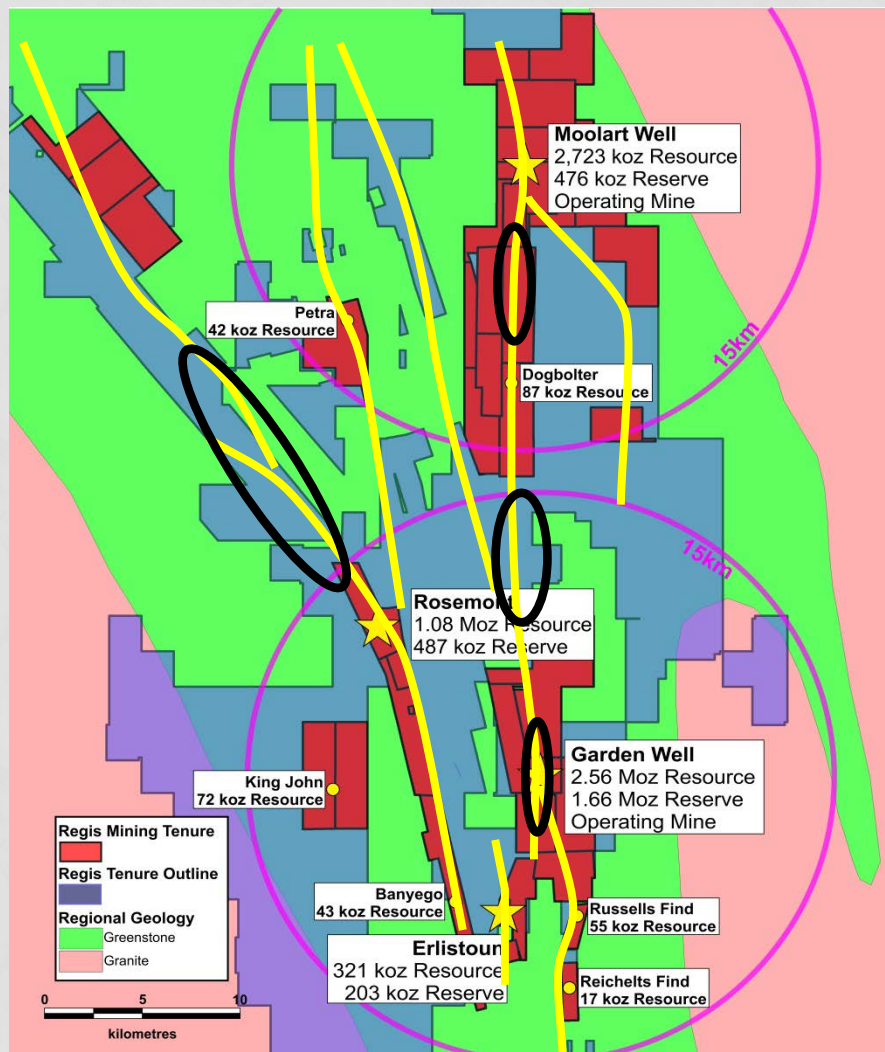 Moolart Well
2,723 koz Resource
476 koz Reserve
Operating Mine
Petra
42 koz Resource
15km
Dogbolter
87 koz Resource
15km
Rosemont
1.08 Moz Resource
487 koz Reserve
Garden Well
2.56 Moz Resource
1.66 Moz Reserve
Operating Mine
King John
72 koz Resource
Regis Mining Tenure
Regis Tenure Outline
Regional Geology
Greenstone
Granite
Banyego
43 koz Resource
Russells Find
55 koz Resource
Erlistoun
321 koz Resource
203 koz Reserve
Reichelts Find
17 koz Resource
0 5 10
kilometres